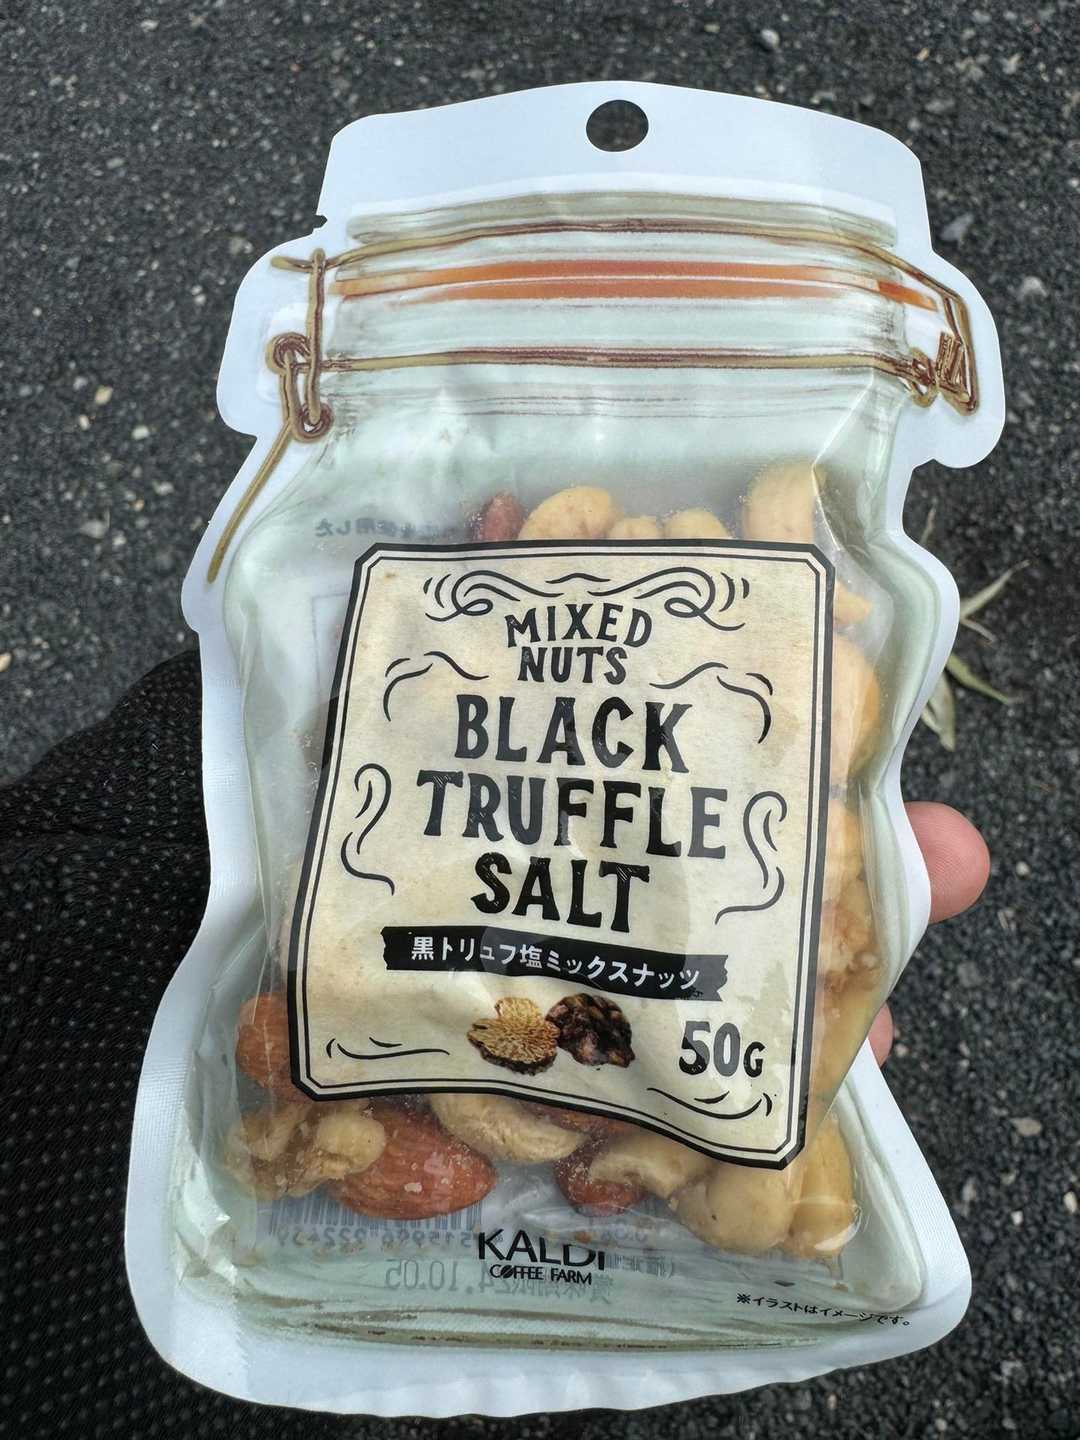 MIXED
NUTS
BLACK
TRUFFLE
SALT
黒トリュフ塩ミックスナッツ
50G
KALDI
COFFEE FARM
※イラストはイメージです。